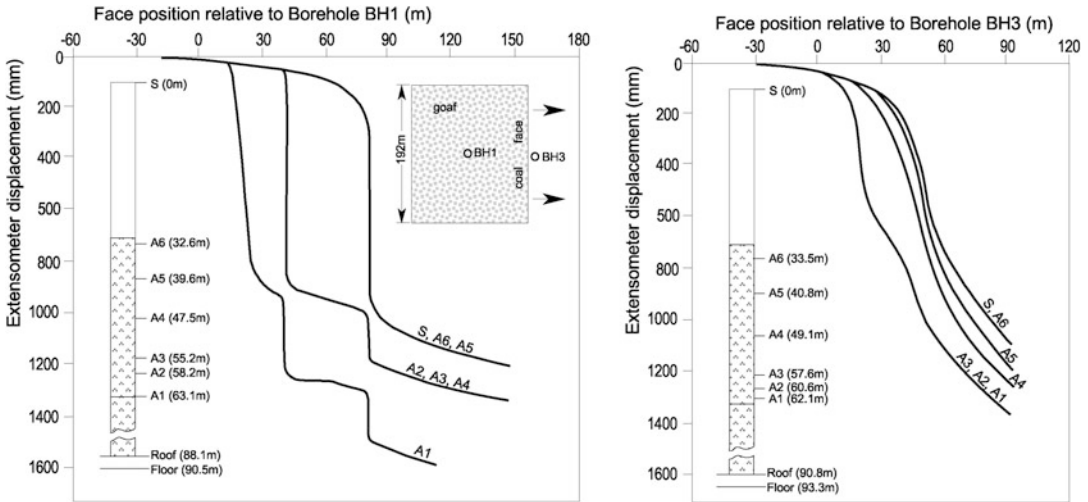 Face position relative to Borehole BH1 (m)
-60 -30 0 30 60 90 120 150 180
Extensometer displacement (mm)
0
200
400
500
800
1000
1200
1400
1600
S (0m)
A6 (32.6m)
A5 (39.6m)
A4 (47.5m)
A3 (55.2m)
A2 (58.2m)
A1 (63.1m)
Roof (88.1m)
Floor (90.5m)
192m
goaf
BH1
coal face
BH3
S, A6, A5
A2, A3, A4
A1
Face position relative to Borehole BH3 (m)
-60 -30 0 30 60 90 120
Extensometer displacement (mm)
0
200
400
500
800
1000
1200
1400
1600
S (0m)
A6 (33.5m)
A5 (40.8m)
A4 (49.1m)
A3 (57.6m)
A2 (60.6m)
A1 (62.1m)
Roof (90.8m)
Floor (93.3m)
S, A6
A5
A4
A3, A2, A1